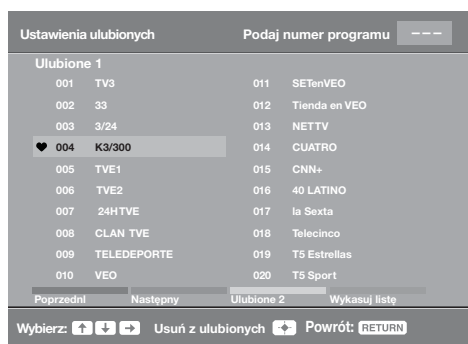 Ustawienia ulubionych Podaj numer programu ---
Ulubione 1
001 TV3
002 33
003 3/24
004 K3/300
005 TVE1
006 TVE2
007 24HTVE
008 CLAN TVE
009 TELEDEPORTE
010 VEO
011 SETenVEO
012 Tienda en VEO
013 NETTV
014 CUATRO
015 CNN+
016 40 LATINO
017 la Sexta
018 Telecinco
019 T5 Estrellas
020 T5 Sport
Poprzednl Następny Ulubione 2 Wykasuj listę
Wybierz: Usuń z ulubionych Powrót: RETURN